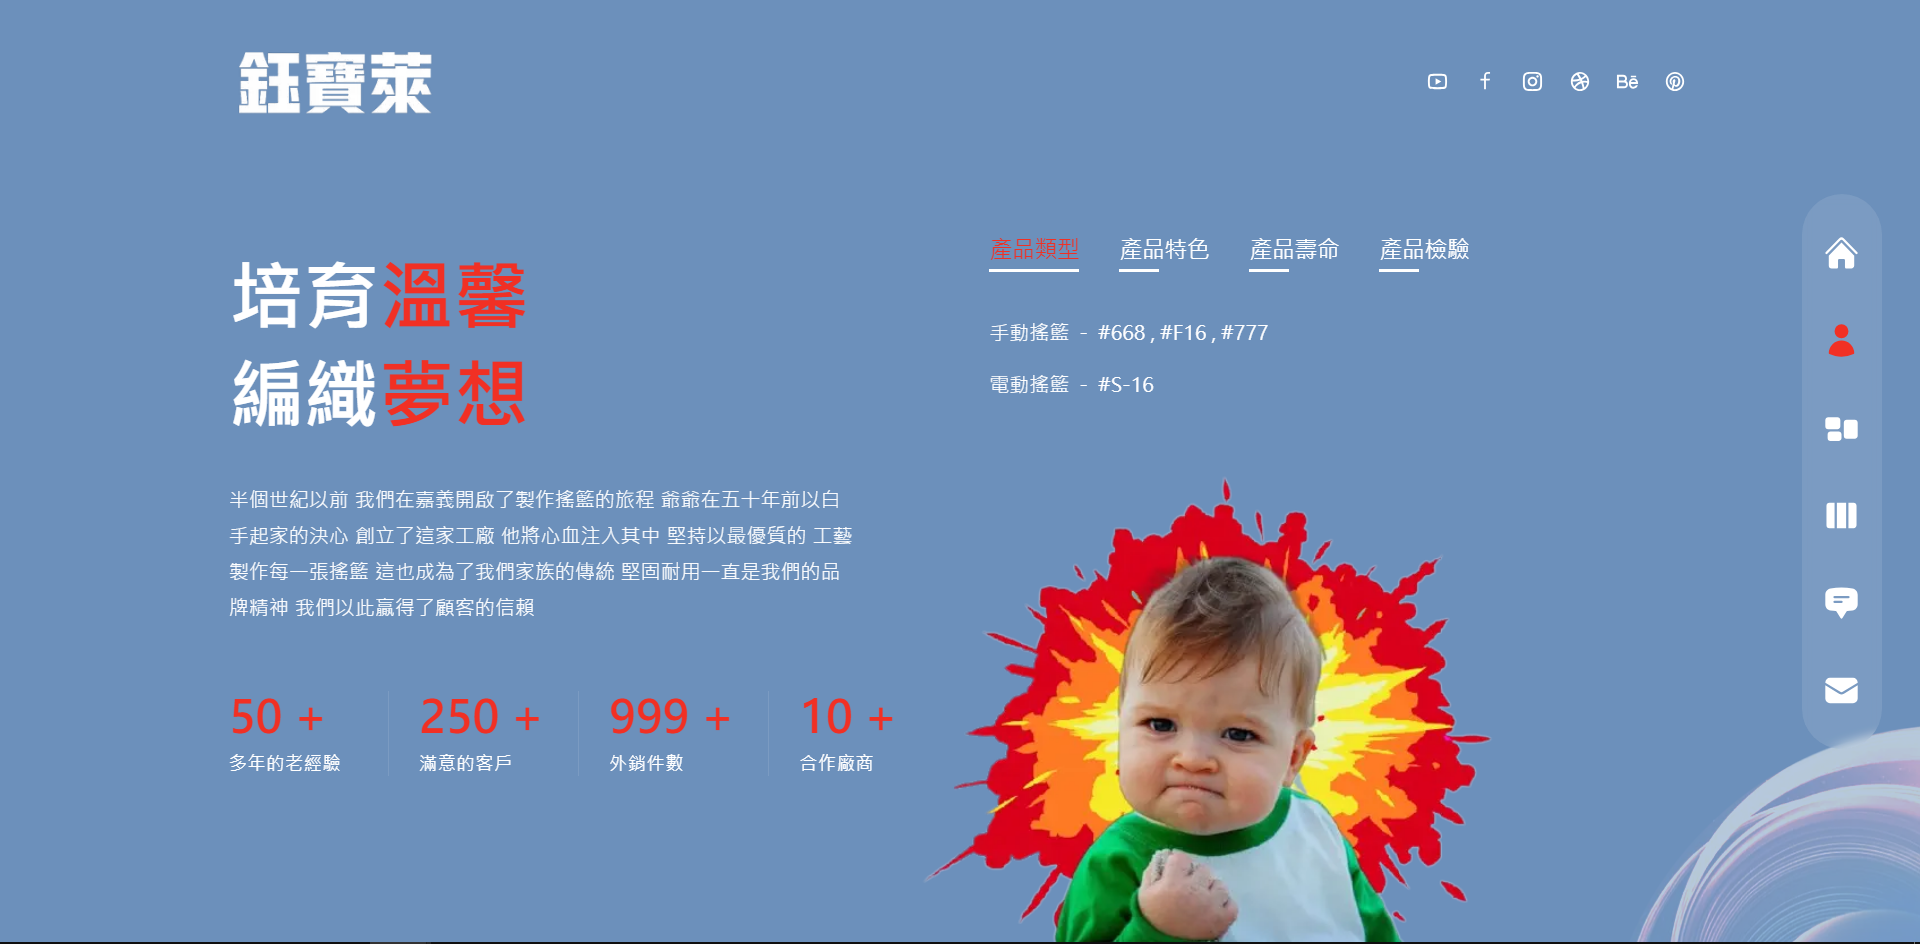 鈺寶萊
Bē
培育溫馨
編織夢想
半個世紀以前 我們在嘉義開啟了製作搖籃的旅程 爺爺在五十年前以白
手起家的決心 創立了這家工廠 他將心血注入其中 堅持以最優質的 工藝
製作每一張搖籃 這也成為了我們家族的傳統 堅固耐用一直是我們的品
牌精神 我們以此贏得了顧客的信賴
50 +
多年的老經驗
250 +
滿意的客戶
999 +
外銷件數
10 +
合作廠商
產品類型 產品特色 產品壽命 產品檢驗
手動搖籃 - #668 , #F16 , #777
電動搖籃 - #S-16